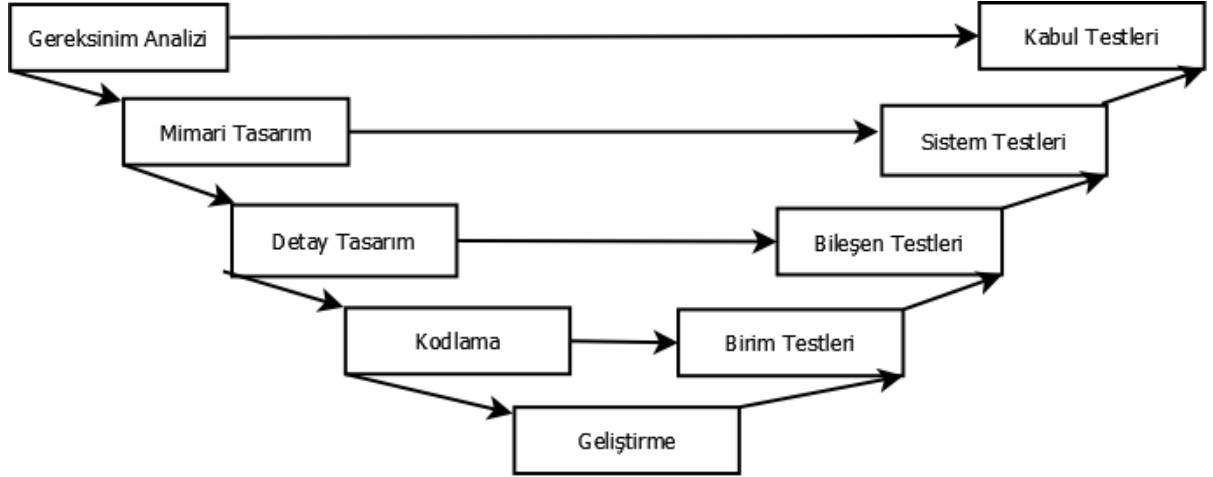 Gereksinim Analizi
Kabul Testleri
Mimari Tasarım
Sistem Testleri
Detay Tasarım
Bileşen Testleri
Kodlama
Birim Testleri
Geliştirme